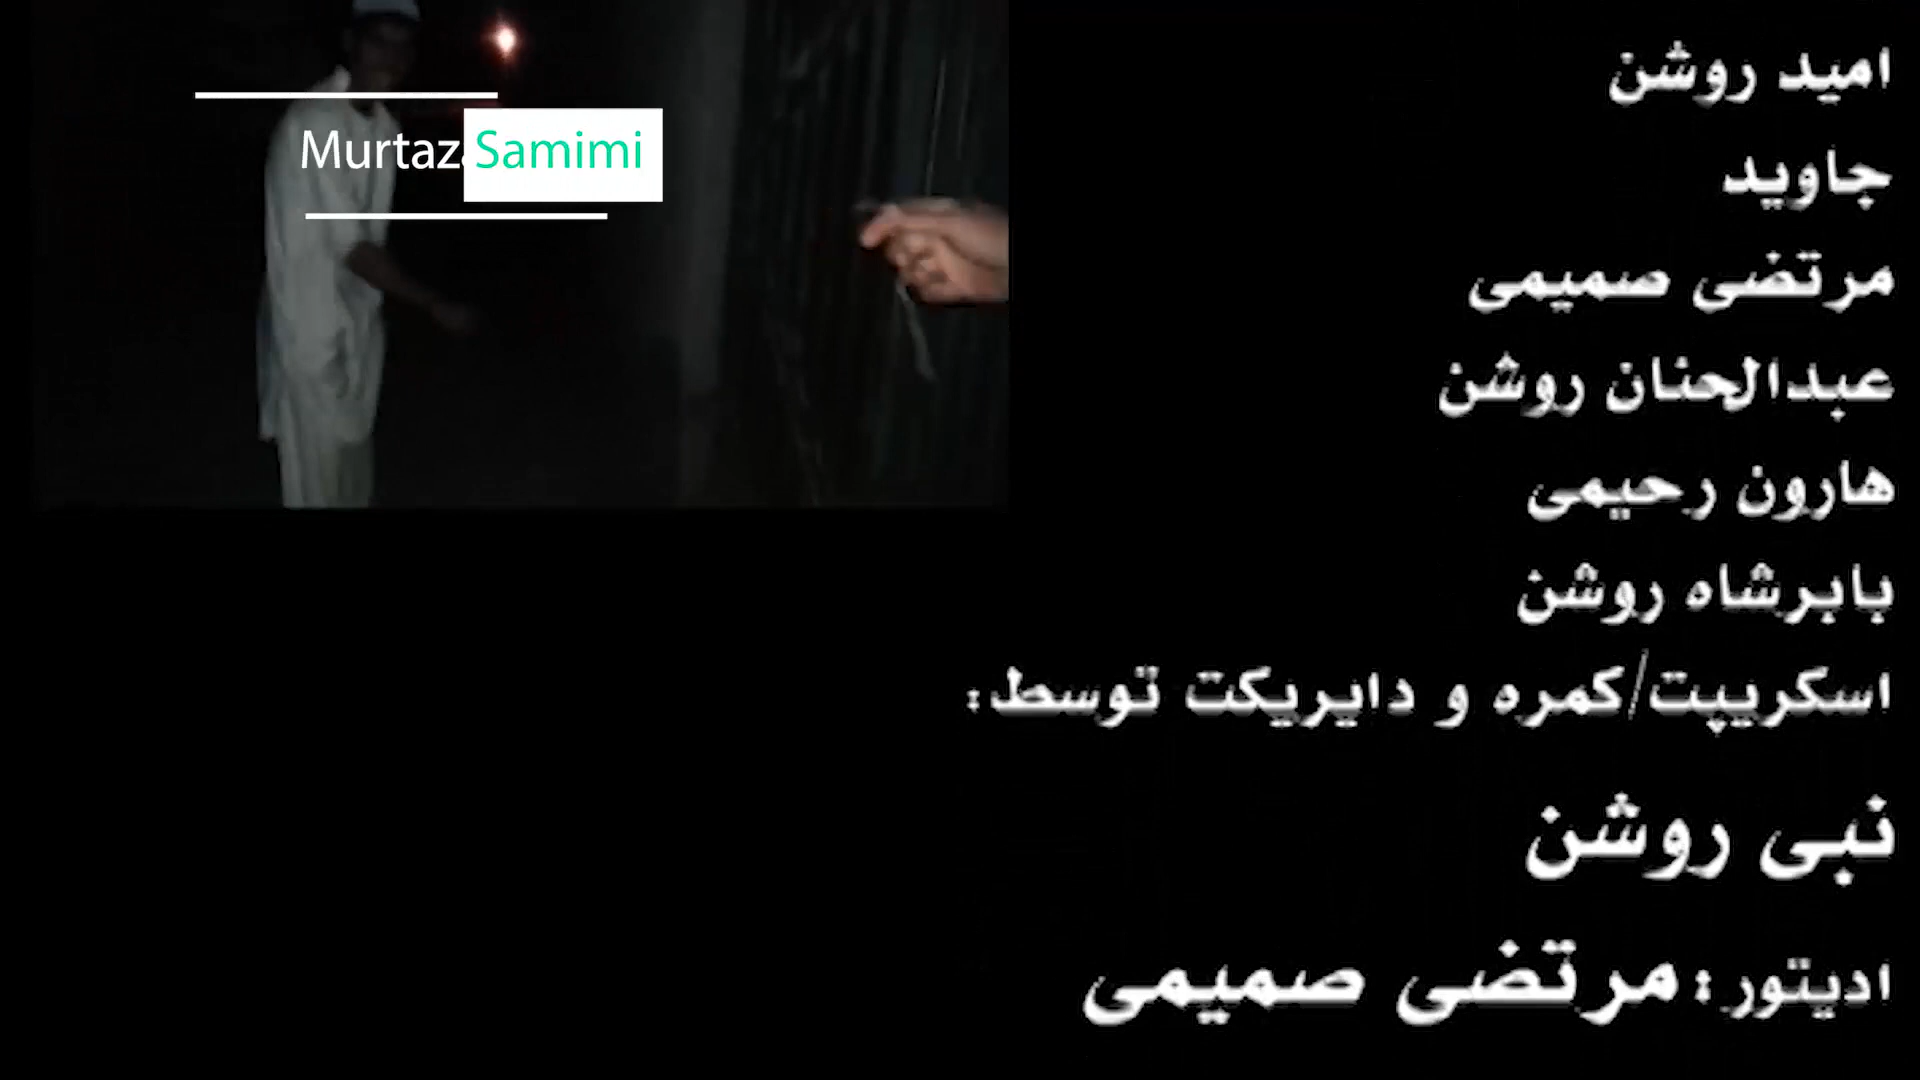 Murtaza Samimi
امید روشن
جاوید
مرتضی صمیمی
عبدالحنان روشن
هارون رحیمی
بابرشاه روشن
اسکریپت/کمره و دایریکت توسط:
نبی روشن
ادیتور: مرتضی صمیمی